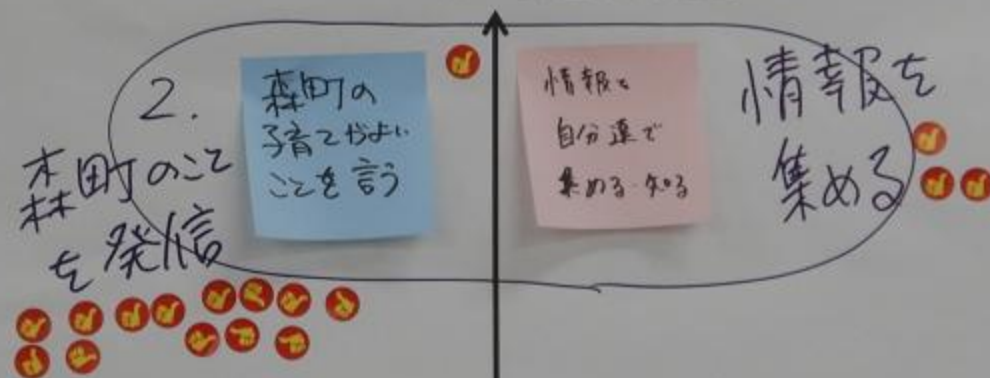 2.
森町のこと
を発信
森町の
子育てやよい
ことを言う
情報を
自分達で
集める・知る
情報を
集める